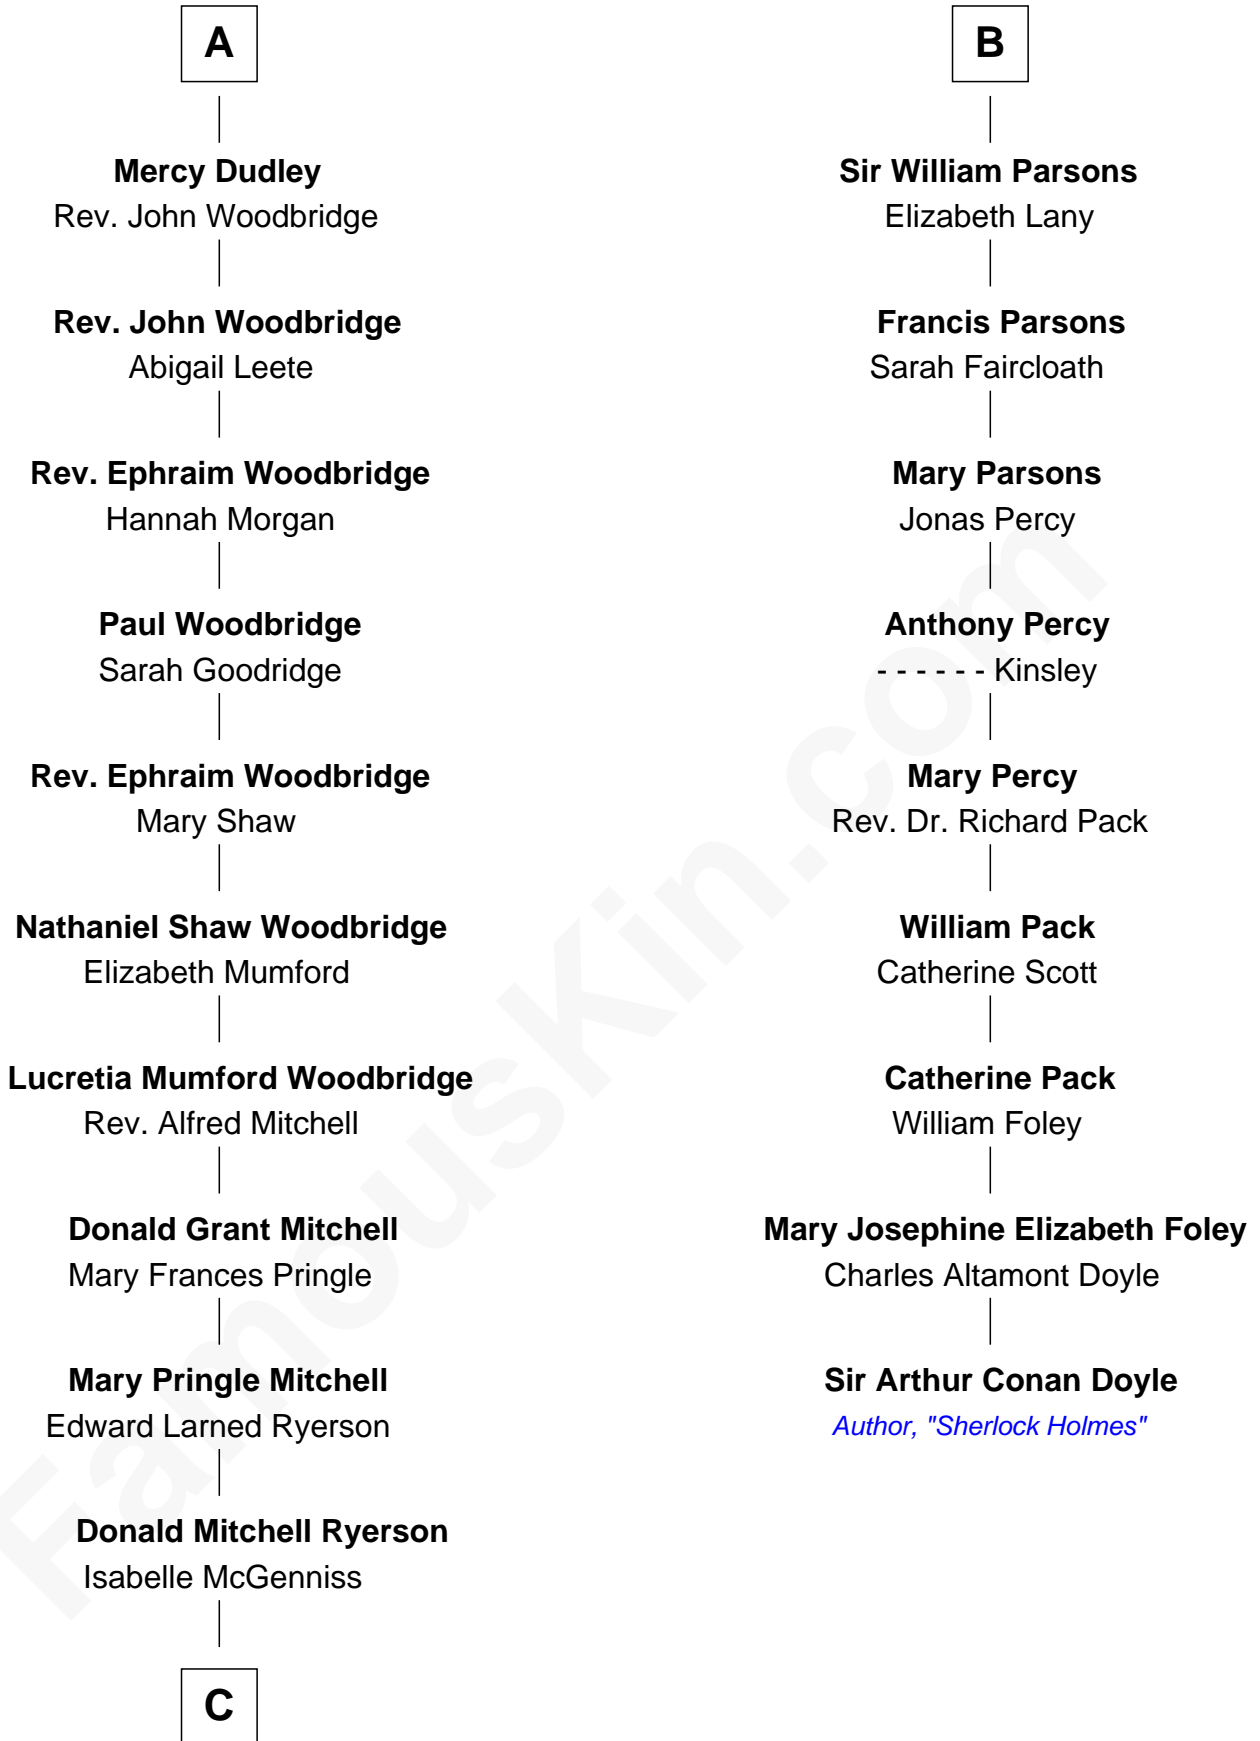 A
Mercy Dudley
Rev. John Woodbridge
Rev. John Woodbridge
Abigail Leete
Rev. Ephraim Woodbridge
Hannah Morgan
Paul Woodbridge
Sarah Goodridge
Rev. Ephraim Woodbridge
Mary Shaw
Nathaniel Shaw Woodbridge
Elizabeth Mumford
Lucretia Mumford Woodbridge
Rev. Alfred Mitchell
Donald Grant Mitchell
Mary Frances Pringle
Mary Pringle Mitchell
Edward Larned Ryerson
Donald Mitchell Ryerson
Isabelle McGenniss
C
B
Sir William Parsons
Elizabeth Lany
Francis Parsons
Sarah Faircloath
Mary Parsons
Jonas Percy
Anthony Percy
- - - - - - Kinsley
Mary Percy
Rev. Dr. Richard Pack
William Pack
Catherine Scott
Catherine Pack
William Foley
Mary Josephine Elizabeth Foley
Charles Altamont Doyle
Sir Arthur Conan Doyle
Author, "Sherlock Holmes"
FamousKin.com